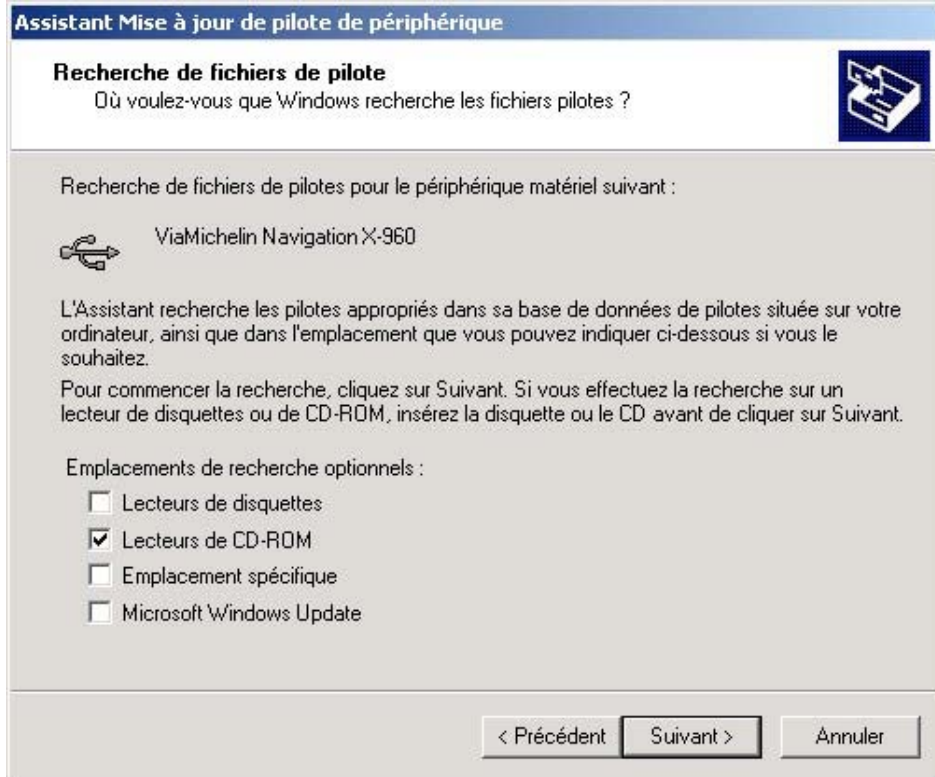 Assistant Mise à jour de pilote de périphérique
Recherche de fichiers de pilote
Où voulez-vous que Windows recherche les fichiers pilotes ?
Recherche de fichiers de pilotes pour le périphérique matériel suivant :
ViaMichelin Navigation X-960
L'Assistant recherche les pilotes appropriés dans sa base de données de pilotes située sur votre
ordinateur, ainsi que dans l'emplacement que vous pouvez indiquer ci-dessous si vous le
souhaitez.
Pour commencer la recherche, cliquez sur Suivant. Si vous effectuez la recherche sur un
lecteur de disquettes ou de CD-ROM, insérez la disquette ou le CD avant de cliquer sur Suivant.
Emplacements de recherche optionnels :
Lecteurs de disquettes
Lecteurs de CD-ROM
Emplacement spécifique
Microsoft Windows Update
< Précédent Suivant > Annuler